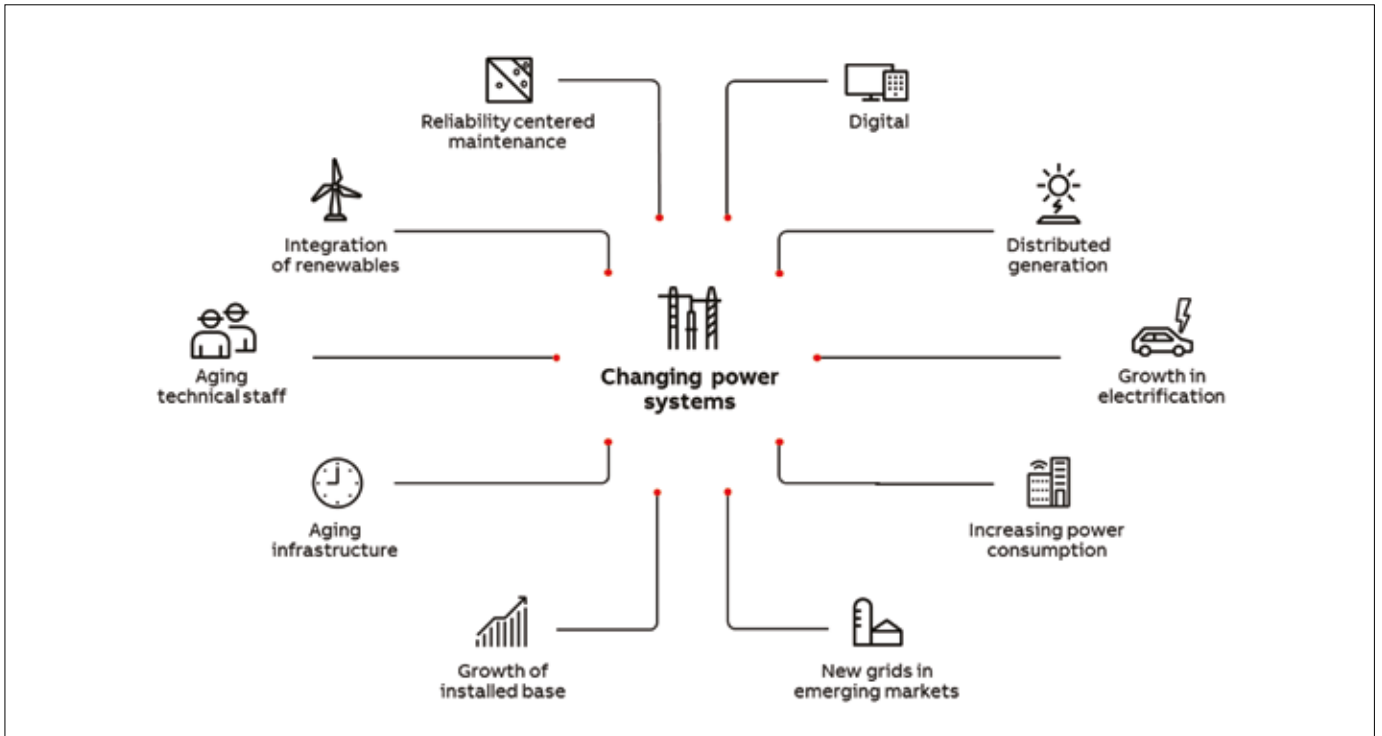 Reliability centered
maintenance
Digital
Integration
of renewables
Distributed
generation
Aging
technical staff
Changing power
systems
Growth in
electrification
Aging
infrastructure
Increasing power
consumption
Growth of
installed base
New grids in
emerging markets